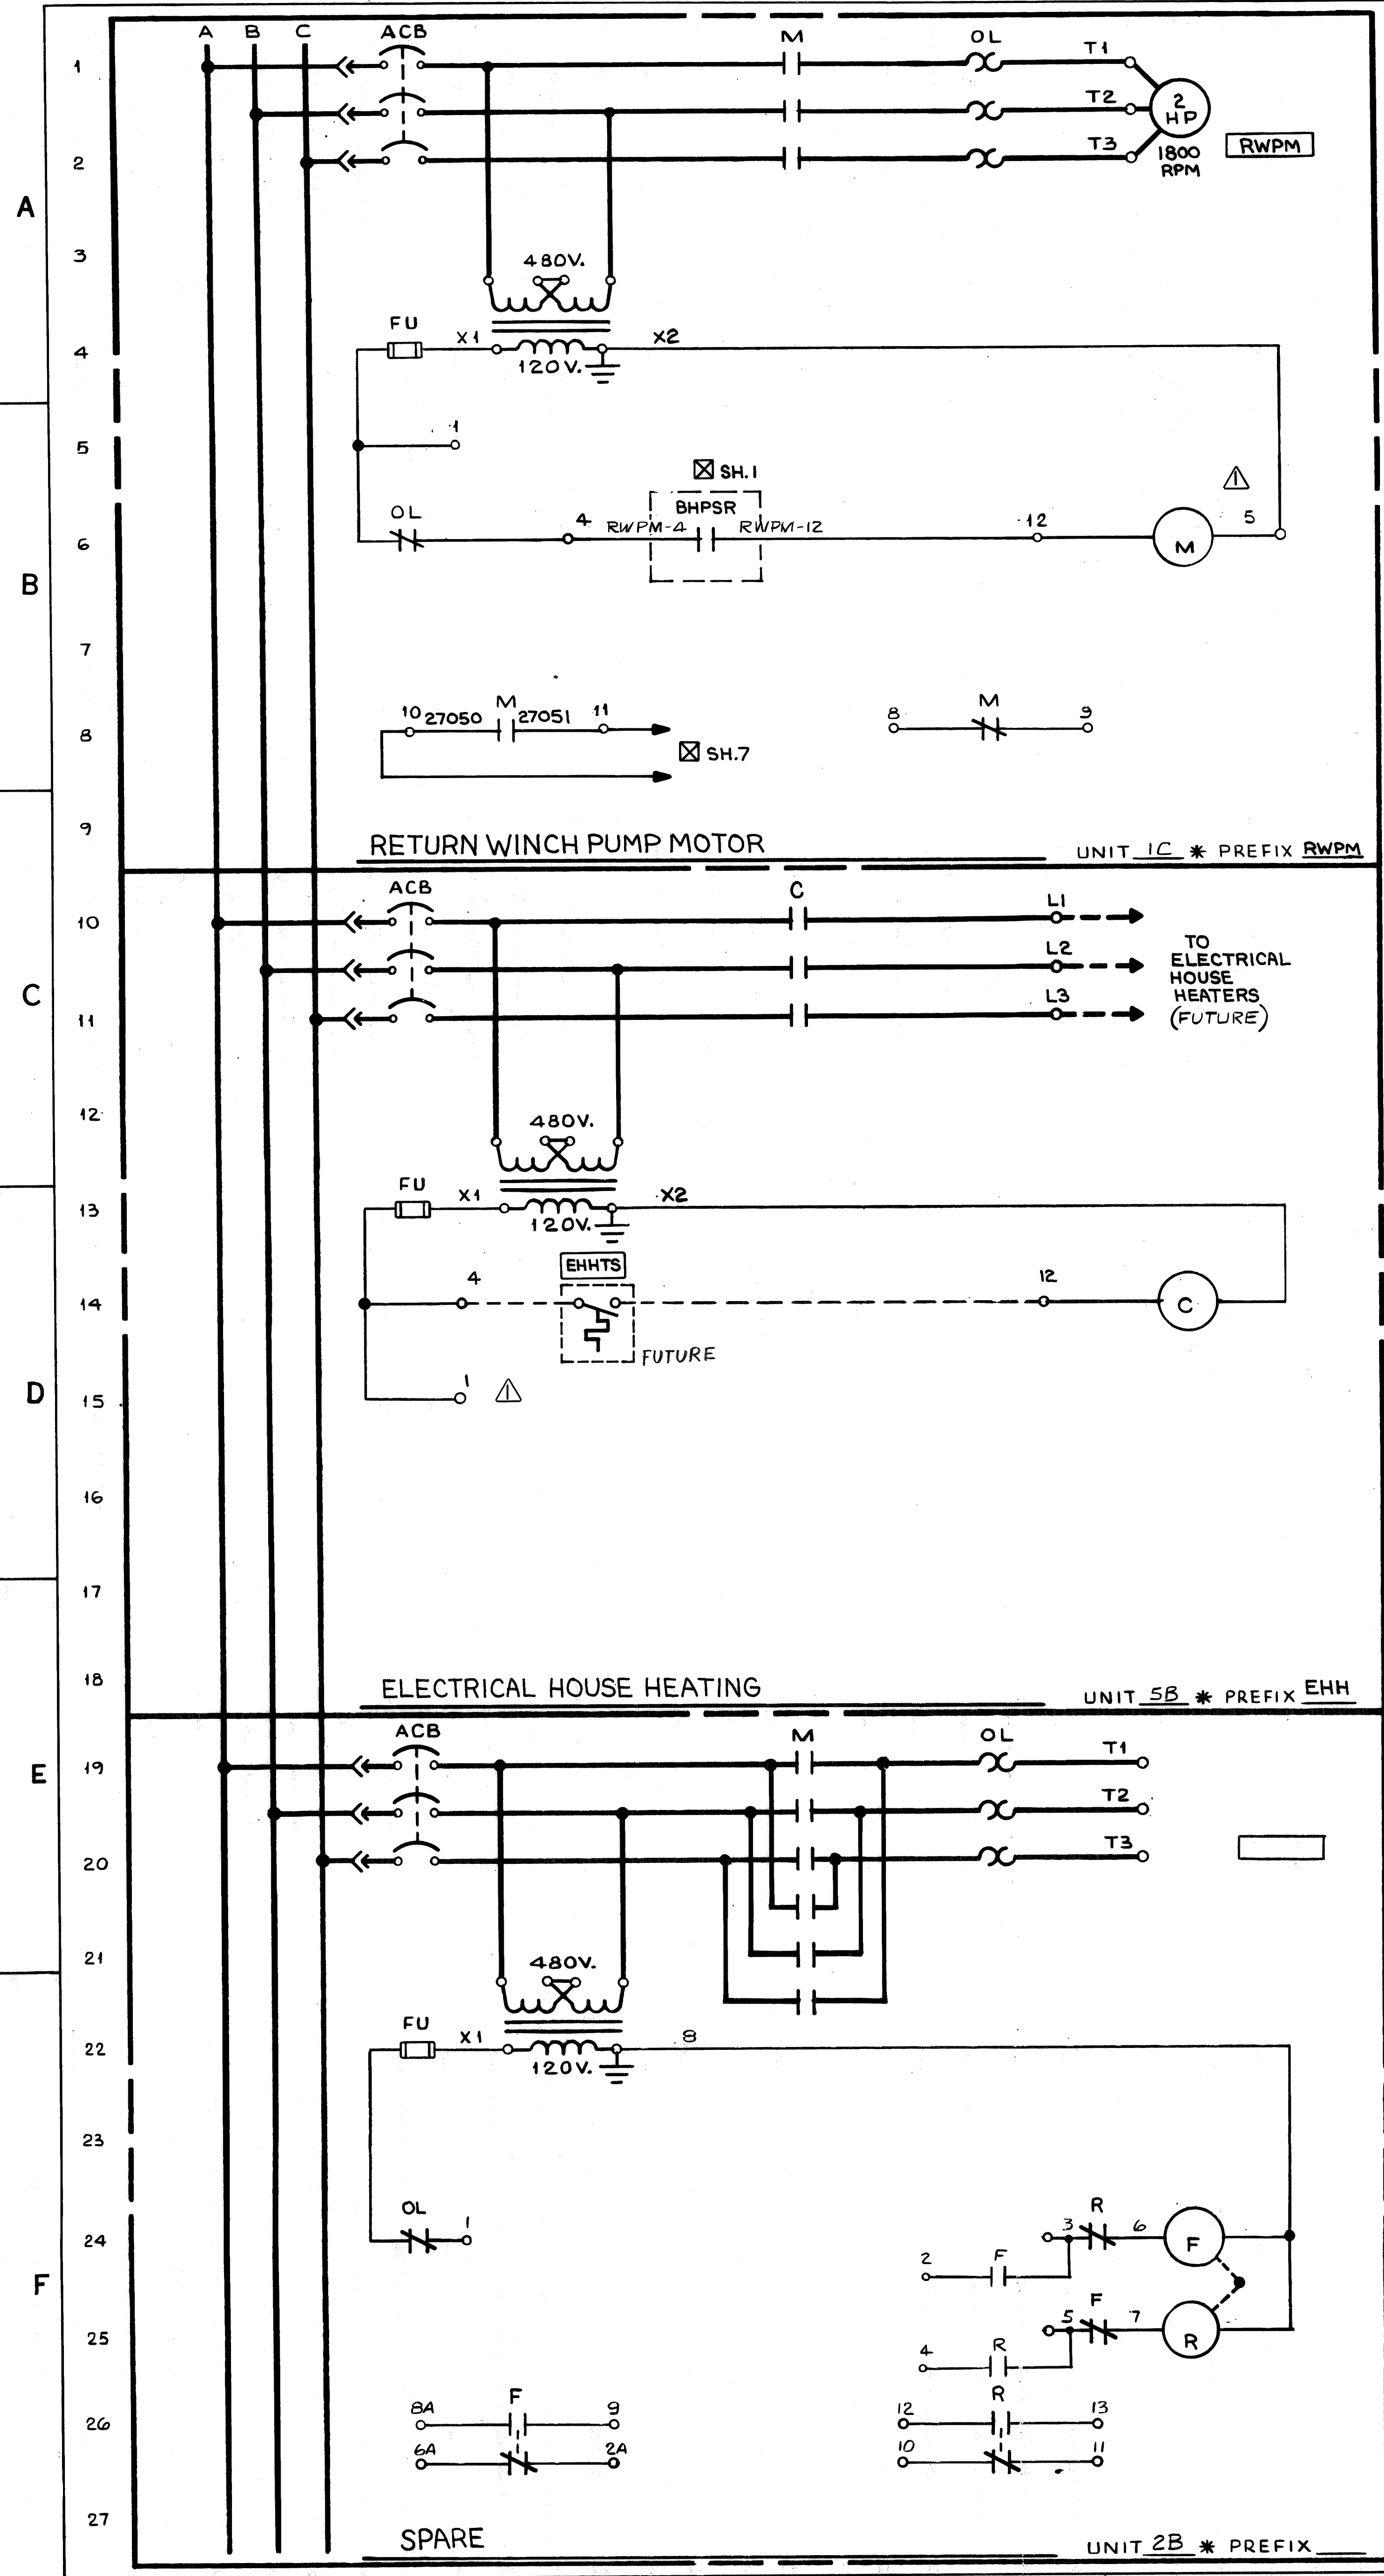 A B C ACB M OL T1
1
T2 2 HP
2 T3 1800 RPM RWPM
A
3 480V.
FU X1 X2
4 120V.
1
5
SH.1
BHPSR
OL 4 RWPM-4 RWPM-12 12 5
1
6 M
B
7
10 27050 M 27051 11 8 M 9
8 SH.7
9
RETURN WINCH PUMP MOTOR UNIT 1C * PREFIX RWPM
ACB C L1
10 TO
L2 ELECTRICAL
HOUSE
C L3 HEATERS
11 (FUTURE)
12 480V.
FU X1 X2
13 120V.
EHHTS
4 12
14 C
FUTURE
1 1
D 15
16
17
18
ELECTRICAL HOUSE HEATING UNIT 5B * PREFIX EHH
ACB M OL T1
E 19
T2
20 T3
21 480V.
FU X1 8
22 120V.
23
OL 1 R
24 3 6 F
2 F
F
F
25 5 7 R
4 R
8A F 9 12 R 13
26
6A 2A 10 11
27
SPARE UNIT 2B * PREFIX